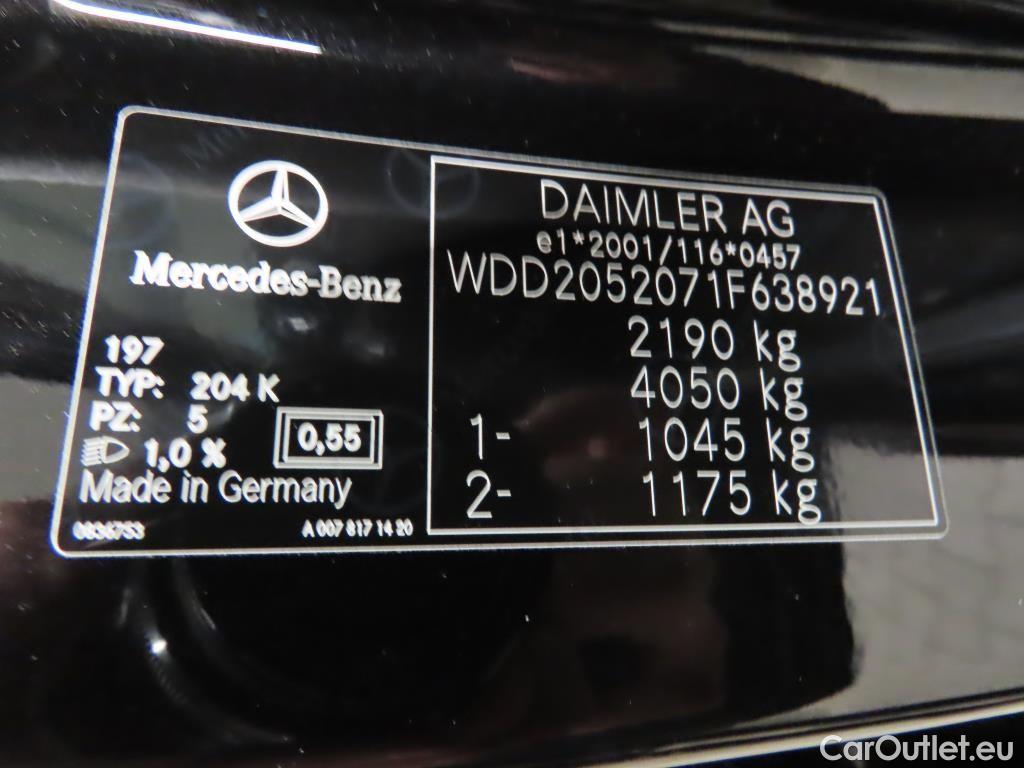 Mercedes-Benz
197
TYP: 204 K
PZ: 5
1,0 %
0,55
Made in Germany
0836753
A 007 817 14 20
DAIMLER AG
e1*2001/116*0457
WDD2052071F638921
2190 kg
4050 kg
1- 1045 kg
2- 1175 kg
CarOutlet.eu